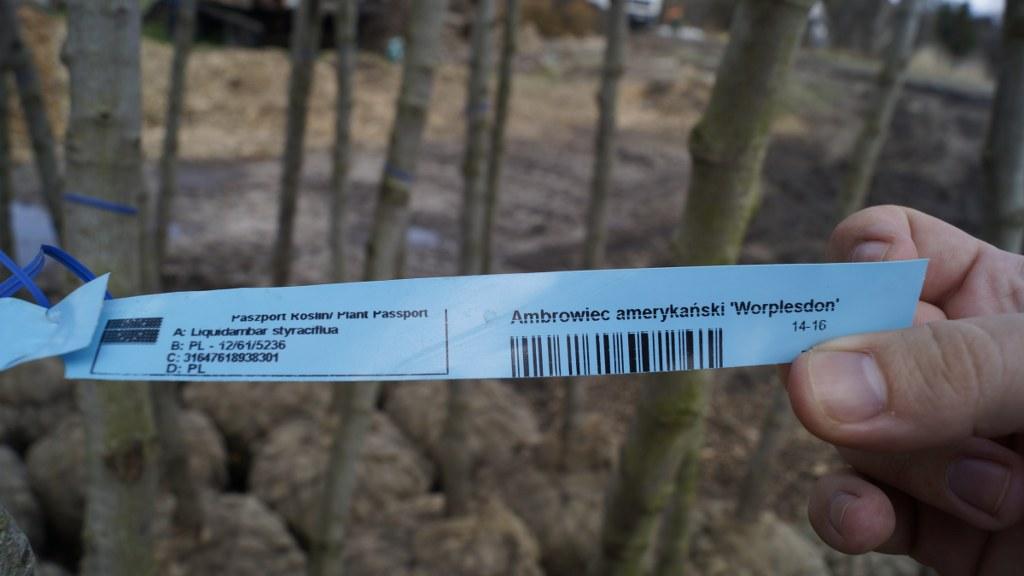 Paszport Roślin/ Plant Passport
A: Liquidambar styraciflua
B: PL - 12/61/5236
C: 31647618938301
D: PL
Ambrowiec amerykański 'Worplesdon'
14-16